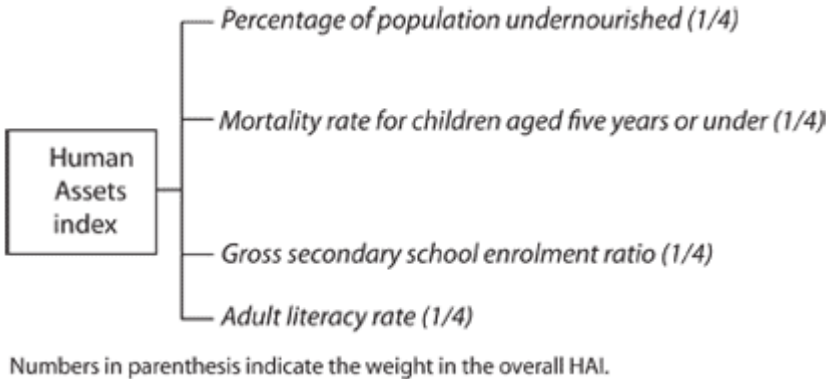 Percentage of population undernourished (1/4)
Mortality rate for children aged five years or under (1/4)
Human
Assets
index
Gross secondary school enrolment ratio (1/4)
Adult literacy rate (1/4)
Numbers in parenthesis indicate the weight in the overall HAI.